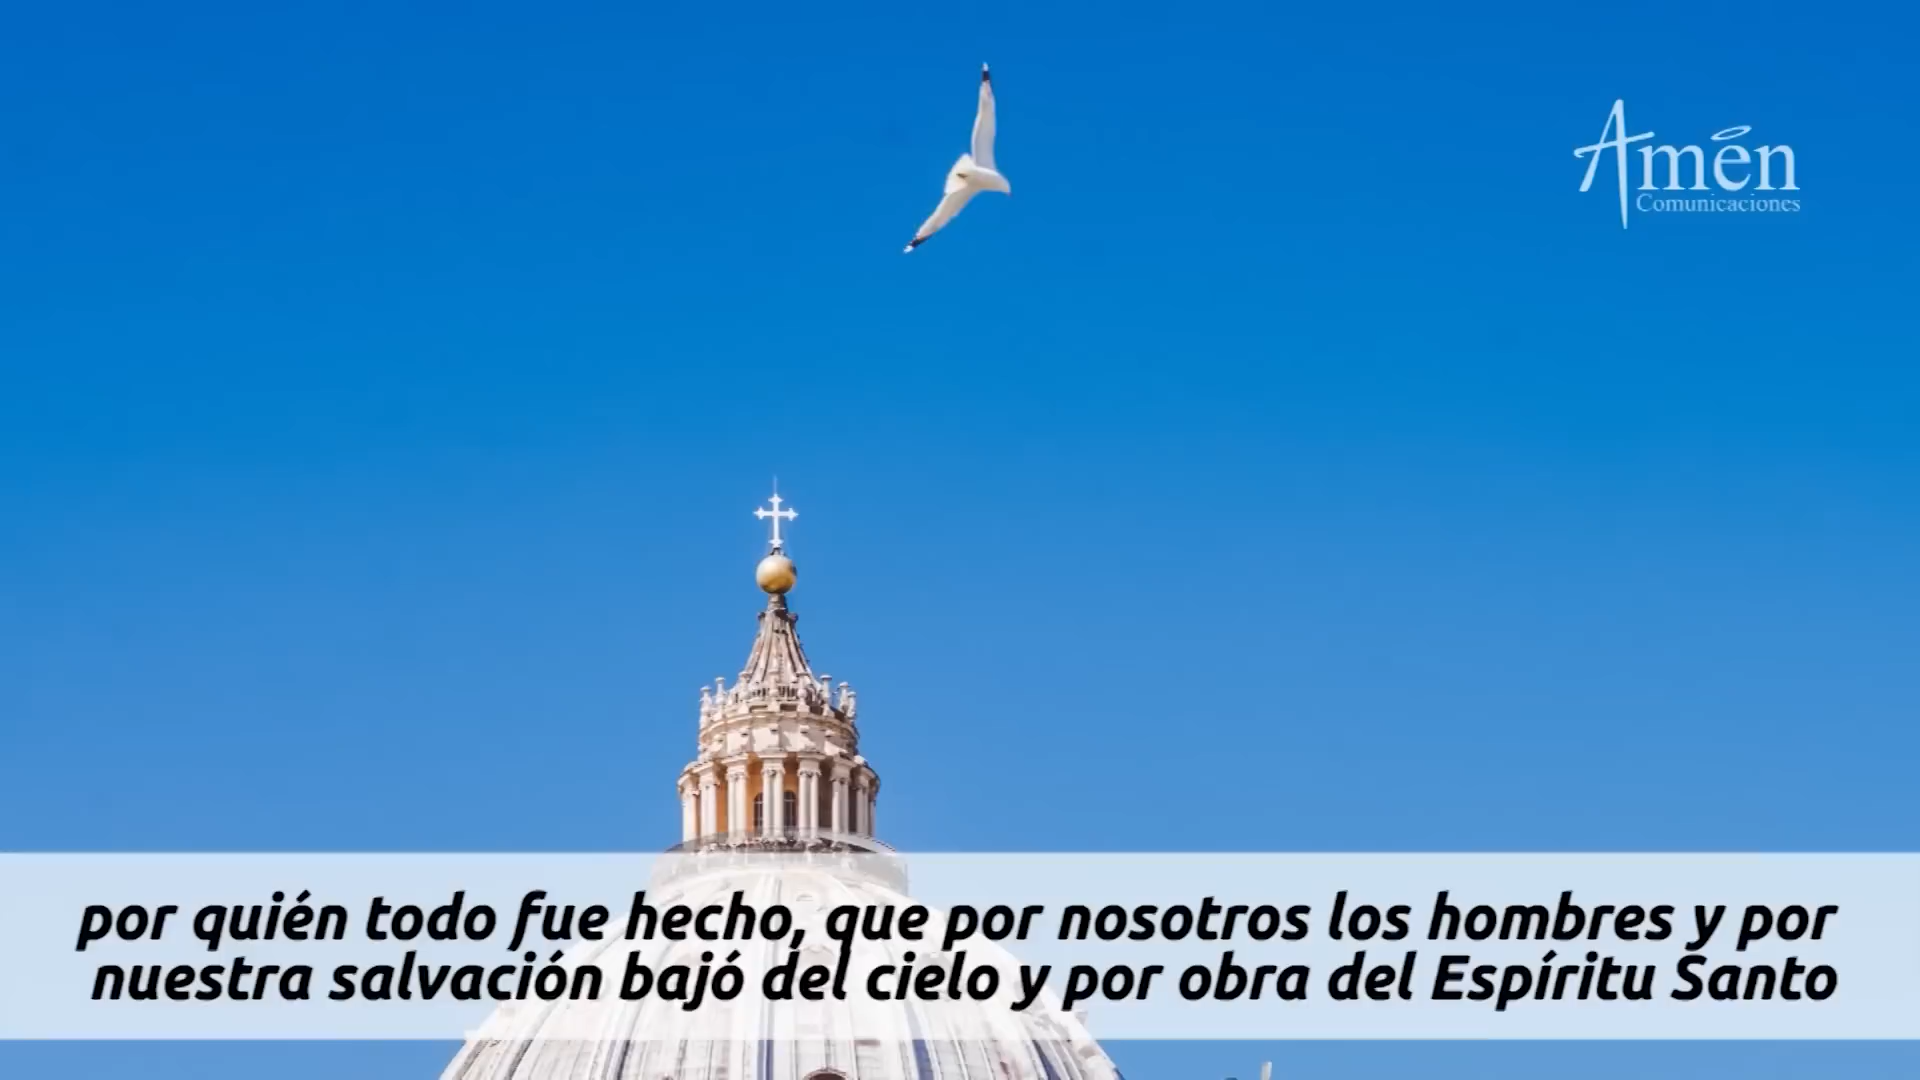 Amén
Comunicaciones
por quién todo fue hecho, que por nosotros los hombres y por
nuestra salvación bajó del cielo y por obra del Espíritu Santo